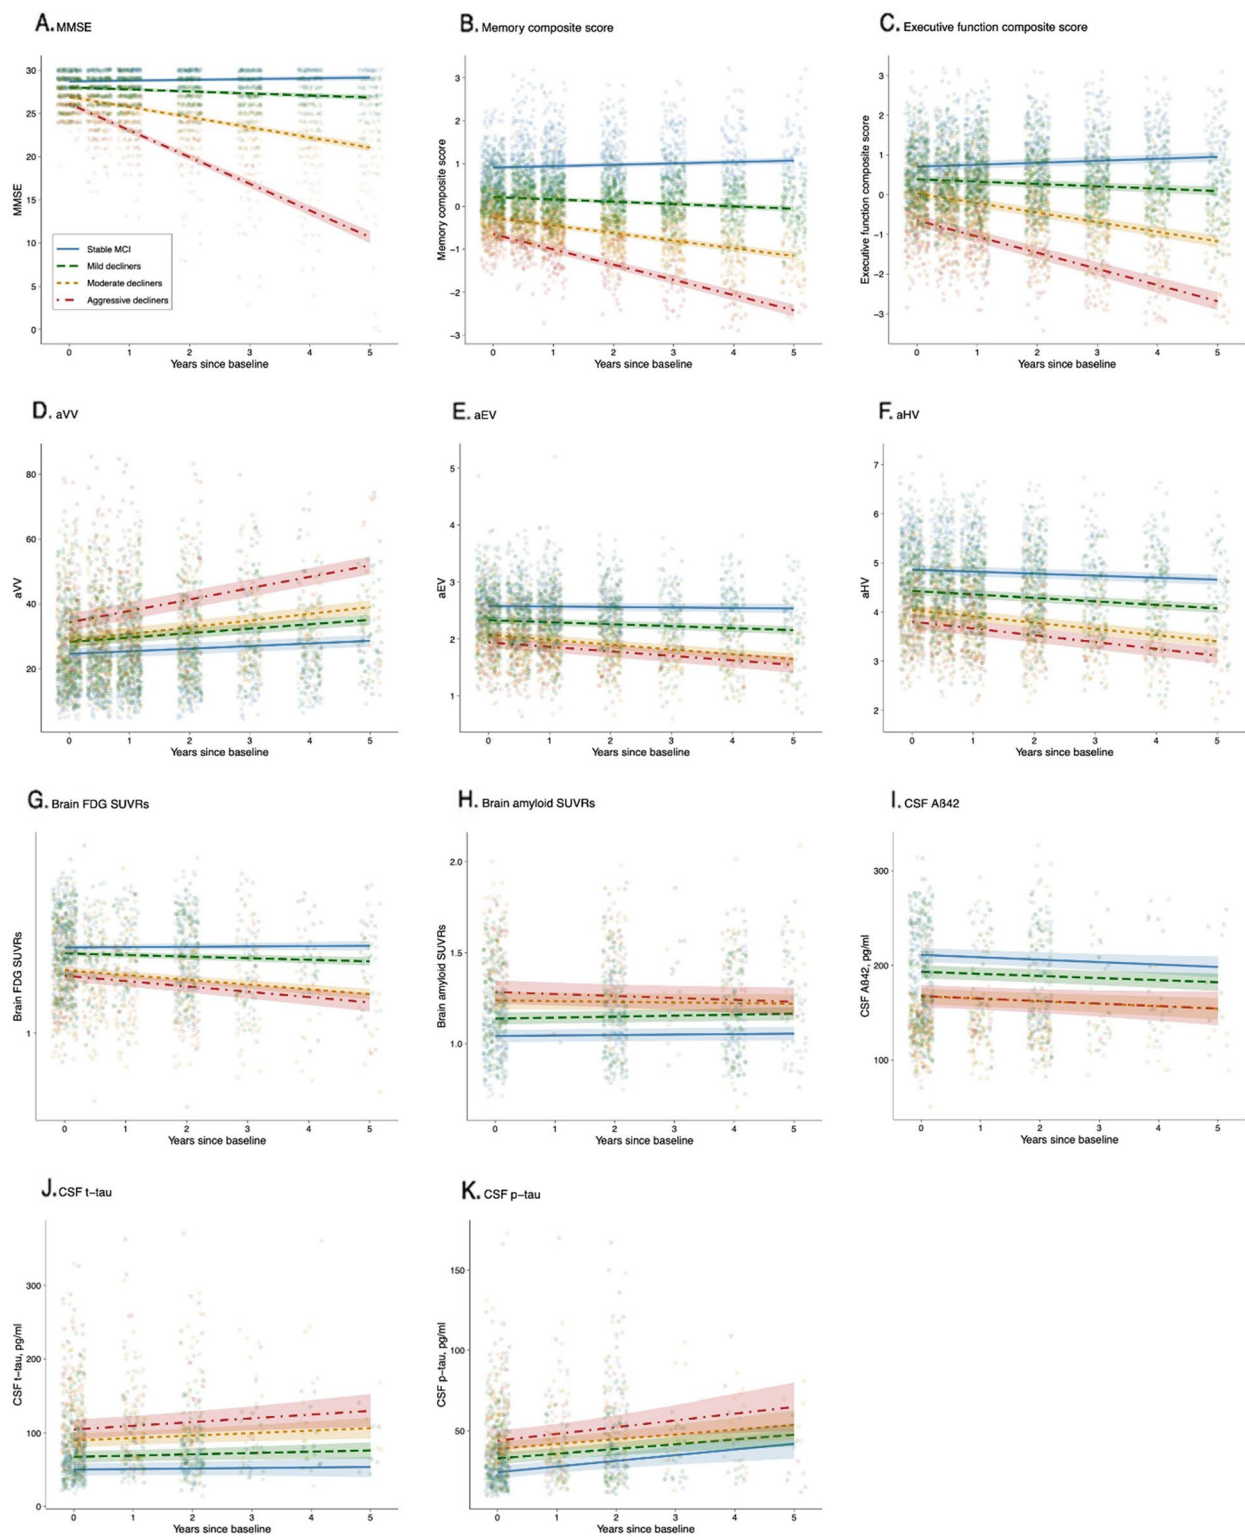 A. MMSE
B. Memory composite score
C. Executive function composite score
MMSE
30
25
20
15
10
5
0
Stable MCI
Mild decliners
Moderate decliners
Aggressive decliners
0 1 2 3 4 5
Years since baseline
Memory composite score
3
2
1
0
−1
−2
−3
0 1 2 3 4 5
Years since baseline
Executive function composite score
3
2
1
0
−1
−2
−3
0 1 2 3 4 5
Years since baseline
D. aVV
E. aEV
F. aHV
aVV
80
60
40
20
0 1 2 3 4 5
Years since baseline
aEV
5
4
3
2
1
0 1 2 3 4 5
Years since baseline
aHV
7
6
5
4
3
2
0 1 2 3 4 5
Years since baseline
G. Brain FDG SUVRs
H. Brain amyloid SUVRs
I. CSF Aß42
Brain FDG SUVRs
1
0 1 2 3 4 5
Years since baseline
Brain amyloid SUVRs
2.0
1.5
1.0
0 1 2 3 4 5
Years since baseline
CSF Aß42, pg/ml
300
200
100
0 1 2 3 4 5
Years since baseline
J. CSF t−tau
K. CSF p−tau
CSF t−tau, pg/ml
300
200
100
0
0 1 2 3 4 5
Years since baseline
CSF p−tau, pg/ml
150
100
50
0 1 2 3 4 5
Years since baseline